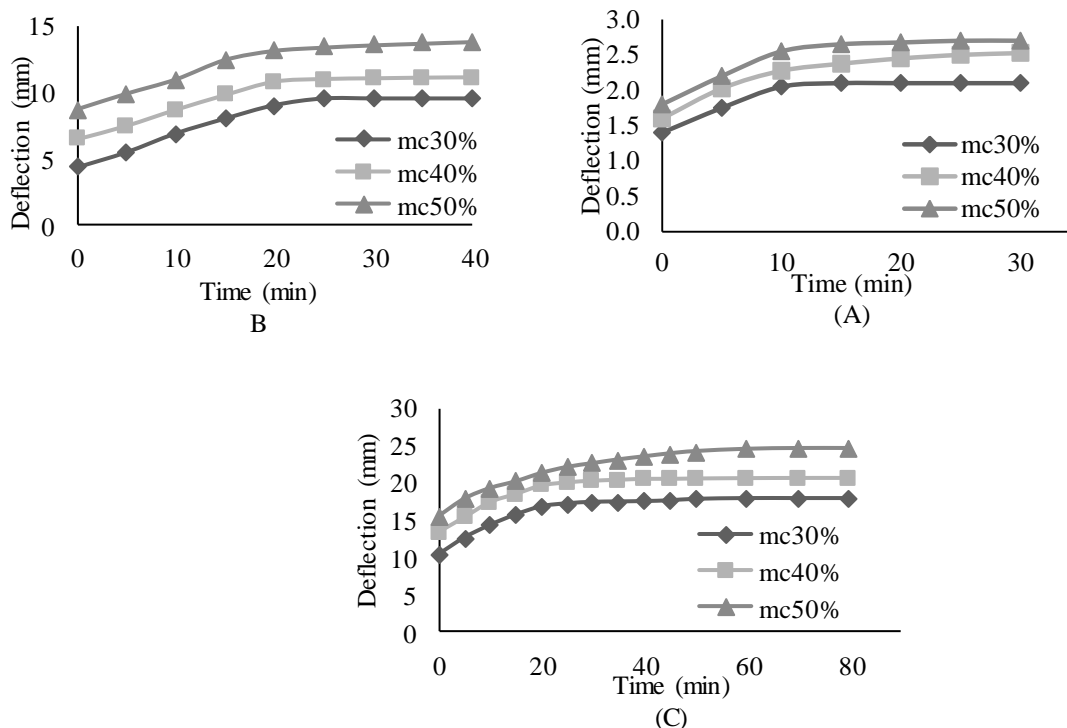 Deflection (mm)
15
10
5
0
mc30%
mc40%
mc50%
0 10 20 30 40
Time (min)
B
Deflection (mm)
3.0
2.5
2.0
1.5
1.0
0.5
0.0
mc30%
mc40%
mc50%
0 10 20 30
Time (min)
(A)
Deflection (mm)
30
25
20
15
10
5
0
mc30%
mc40%
mc50%
0 20 40 60 80
Time (min)
(C)